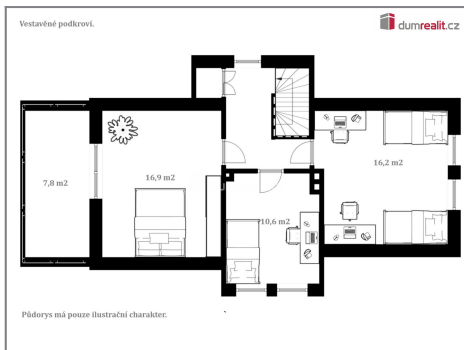 Vestavěné podkroví.
dumrealit.cz
7,8 m2
16,9 m2
16,2 m2
10,6 m2
Půdorys má pouze ilustrační charakter.